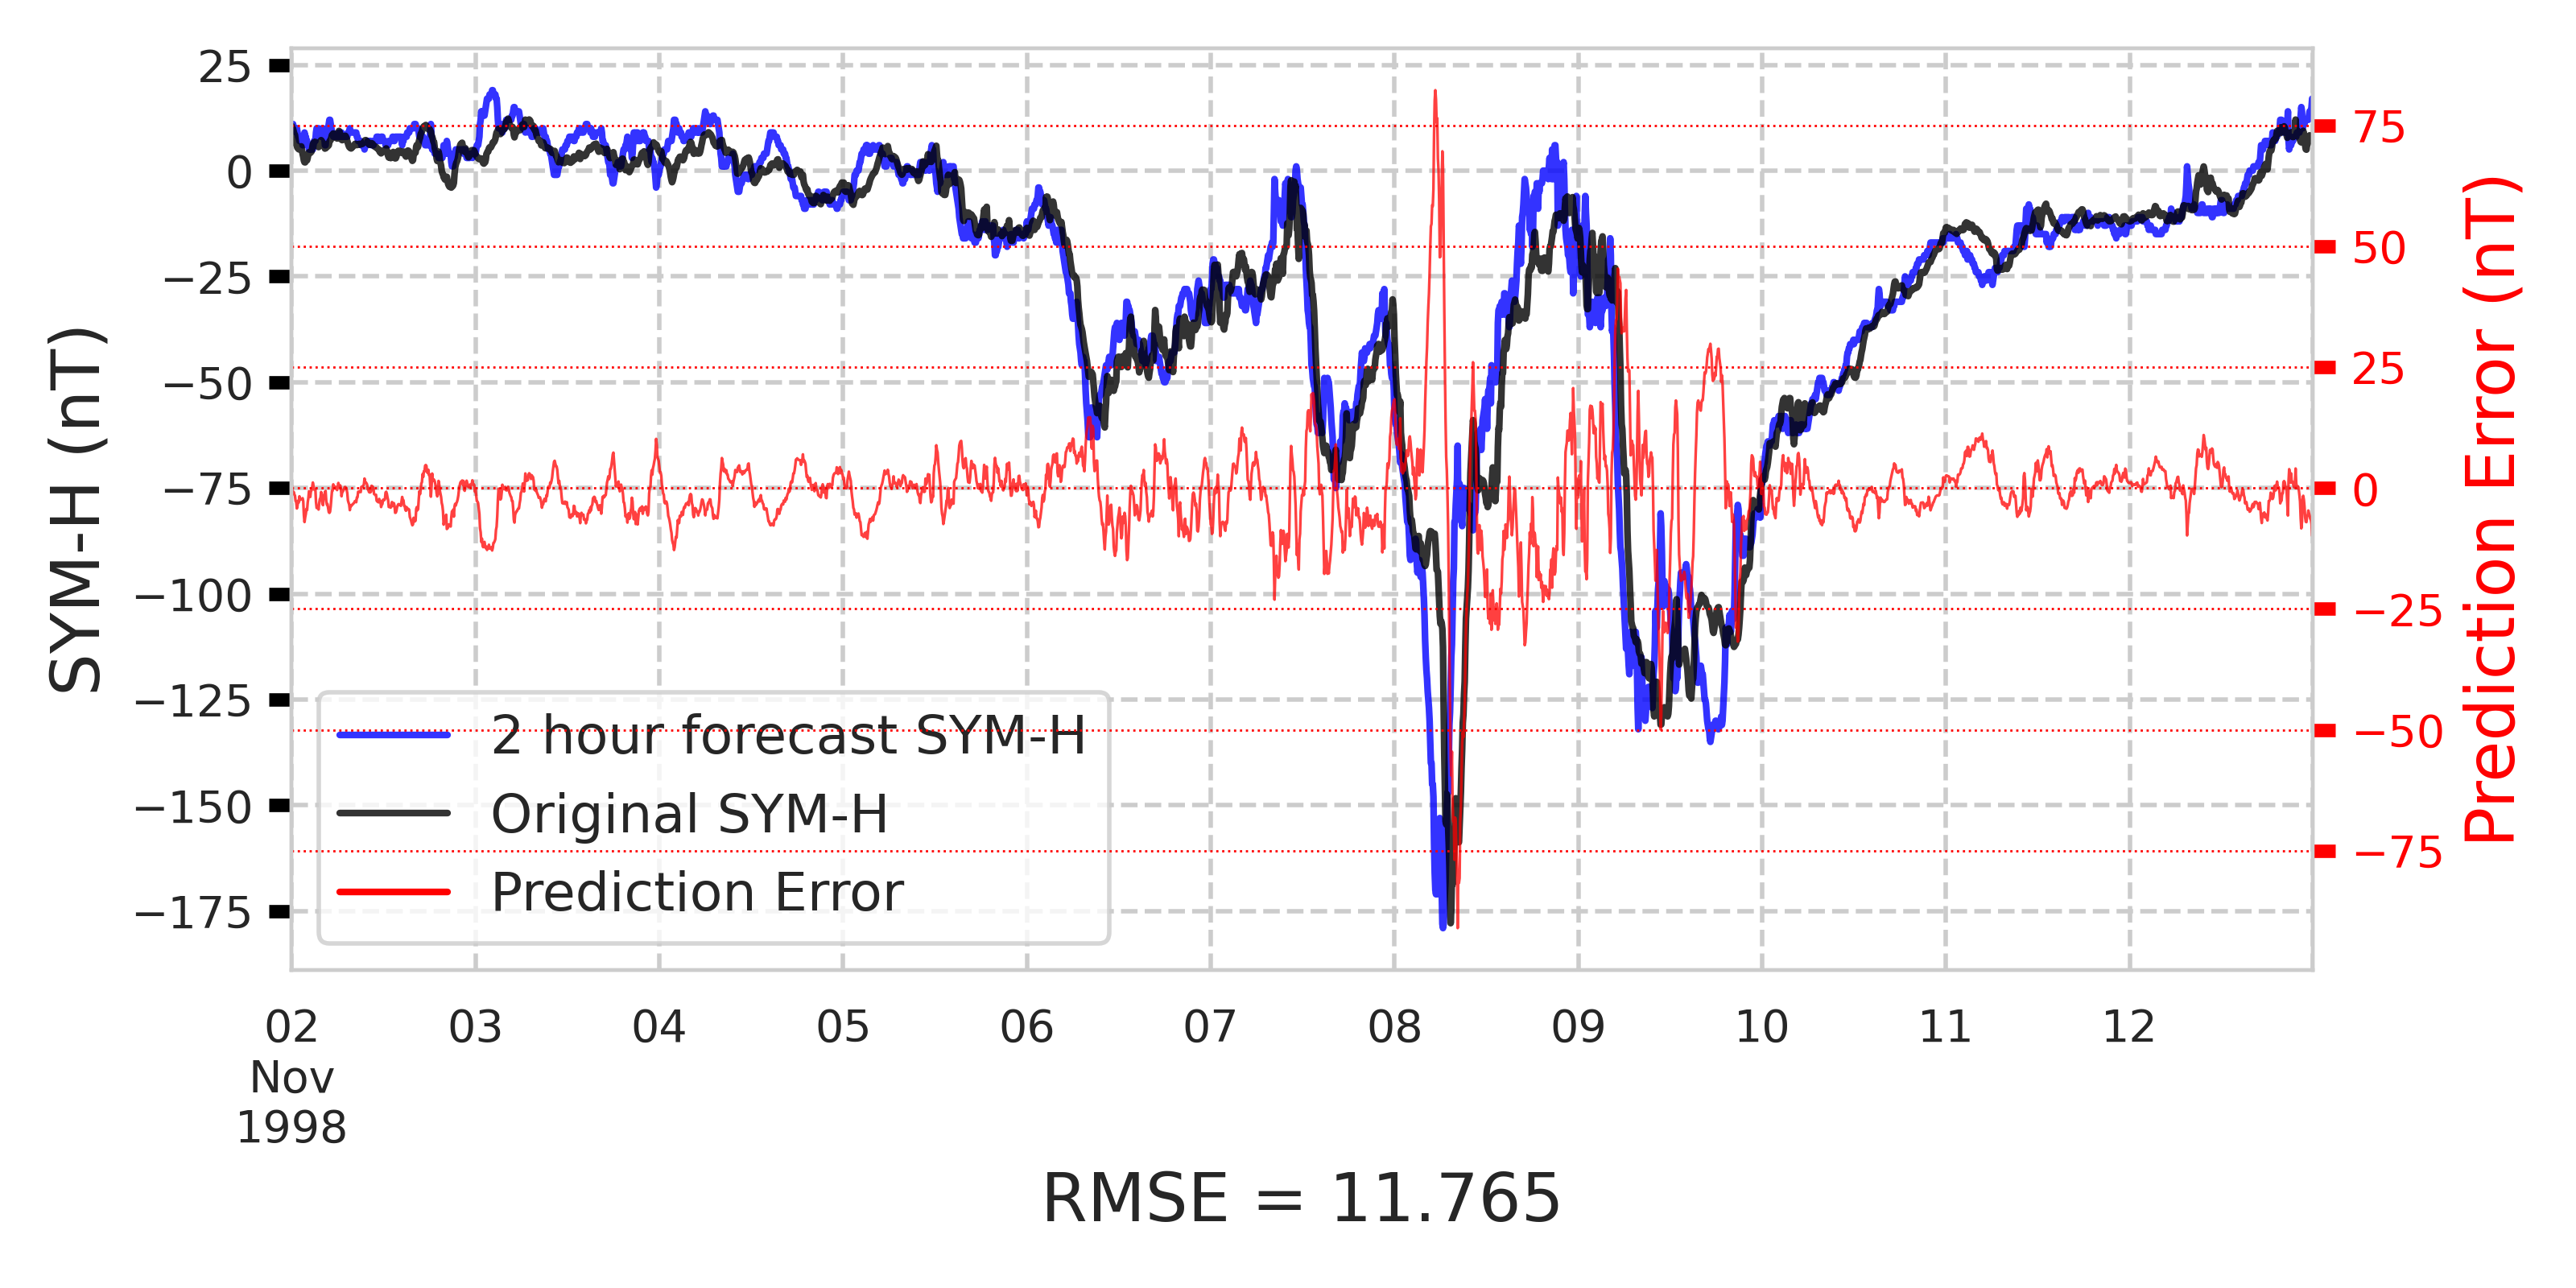 25
0
−25
−50
−75
−100
−125
−150
−175
SYM-H (nT)
75
50
25
0
−25
−50
−75
Prediction Error (nT)
2 hour forecast SYM-H
Original SYM-H
Prediction Error
02 03 04 05 06 07 08 09 10 11 12
Nov
1998
RMSE = 11.765